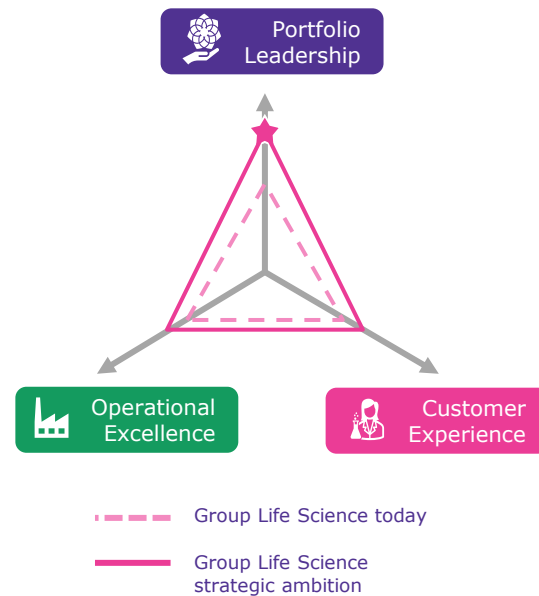 Portfolio
Leadership
Operational
Excellence
Customer
Experience
Group Life Science today
Group Life Science
strategic ambition